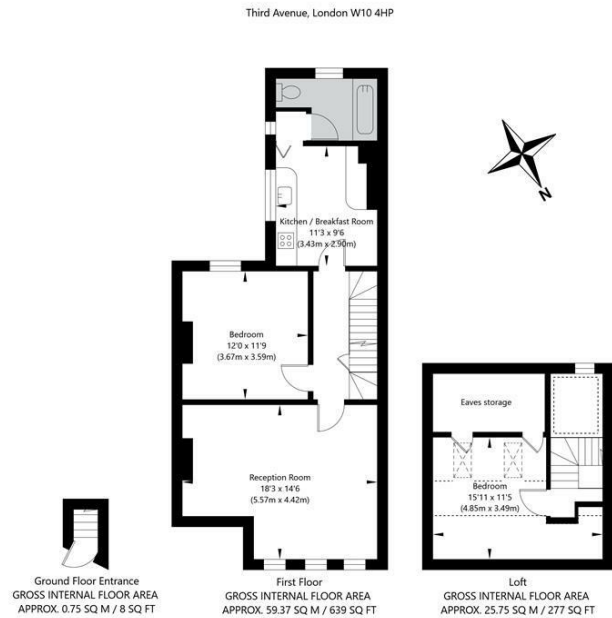 Third Avenue, London W10 4HP
N
Kitchen / Breakfast Room
11'3 x 9'6
(3.43m x 2.90m)
Bedroom
12'0 x 11'9
(3.67m x 3.59m)
Reception Room
18'3 x 14'6
(5.57m x 4.42m)
Eaves storage
Bedroom
15'11 x 11'5
(4.85m x 3.49m)
Ground Floor Entrance
GROSS INTERNAL FLOOR AREA
APPROX. 0.75 SQ M / 8 SQ FT
First Floor
GROSS INTERNAL FLOOR AREA
APPROX. 59.37 SQ M / 639 SQ FT
Loft
GROSS INTERNAL FLOOR AREA
APPROX. 25.75 SQ M / 277 SQ FT